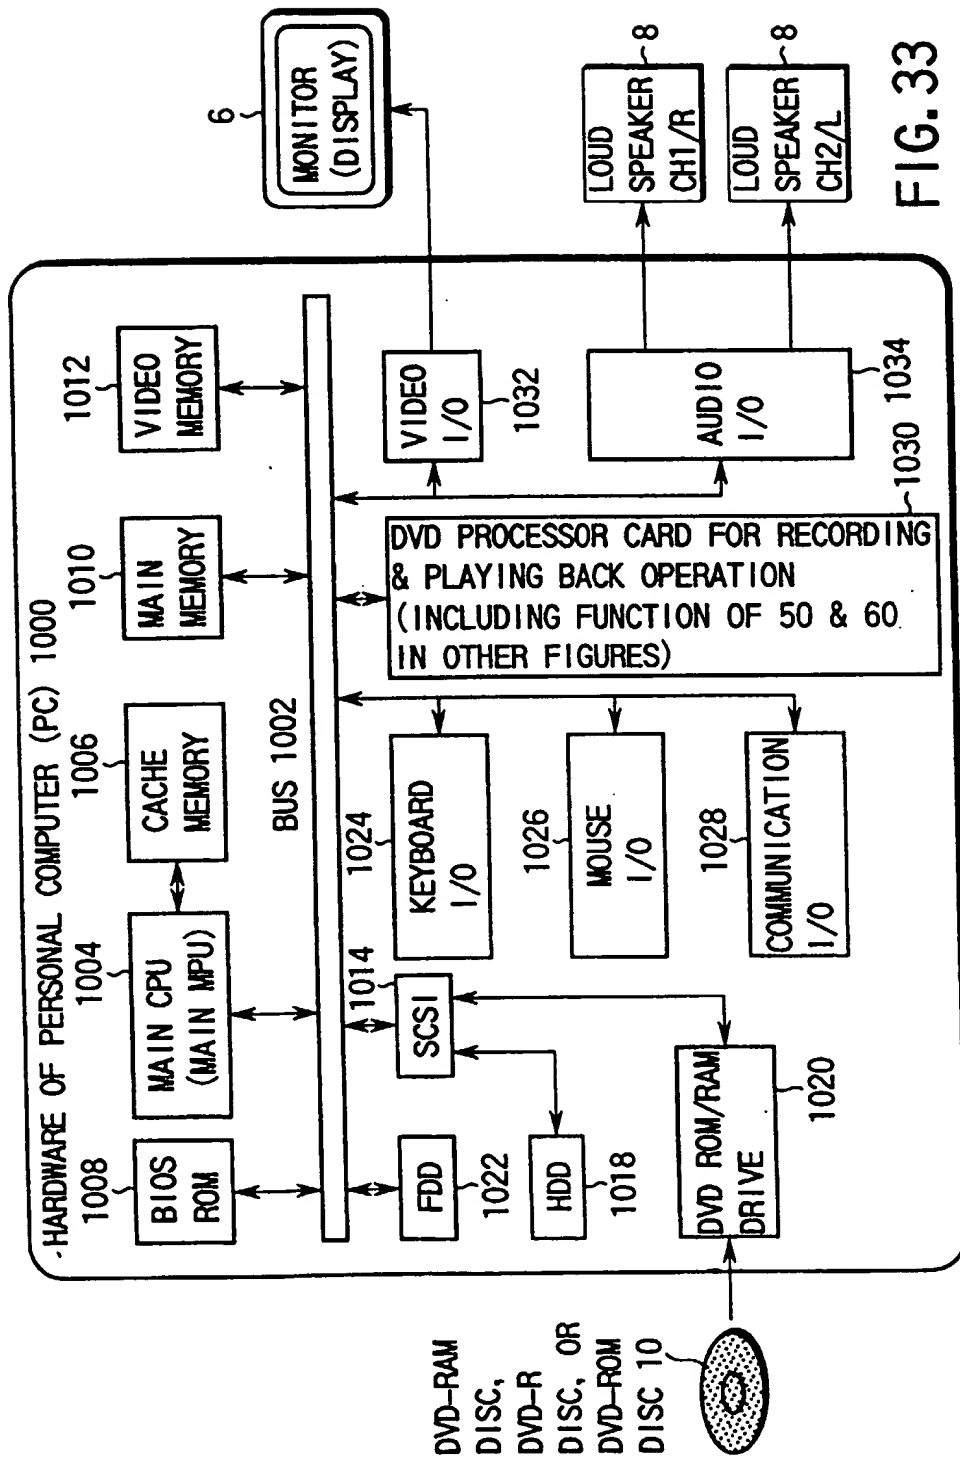 HARDWARE OF PERSONAL COMPUTER (PC) 1000
1008
BIOS
ROM
1004
MAIN CPU
(MAIN MPU)
1006
CACHE
MEMORY
1010
MAIN
MEMORY
1012
VIDEO
MEMORY
6
MONITOR
(DISPLAY)
BUS 1002
FDD
1022
HDD
1018
1014
SCSI
DVD ROM/RAM
DRIVE
1020
1024
KEYBOARD
I/O
1026
MOUSE
I/O
1028
COMMUNICATION
I/O
DVD PROCESSOR CARD FOR RECORDING
& PLAYING BACK OPERATION
(INCLUDING FUNCTION OF 50 & 60
IN OTHER FIGURES)
1030
VIDEO
I/O
1032
AUDIO
I/O
1034
LOUD
SPEAKER
CH1/R
8
LOUD
SPEAKER
CH2/L
8
DVD-RAM
DISC,
DVD-R
DISC, OR
DVD-ROM
DISC 10
FIG.33